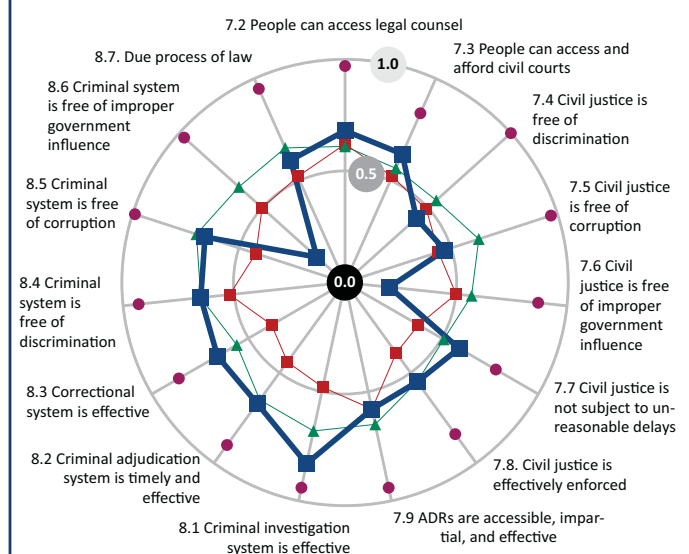 7.2 People can access legal counsel
7.3 People can access and
afford civil courts
7.4 Civil justice is
free of
discrimination
7.5 Civil justice
is free of
corruption
7.6 Civil
justice is free
of improper
government
influence
7.7 Civil justice is
not subject to un-
reasonable delays
7.8. Civil justice is
effectively enforced
7.9 ADRs are accessible, impar-
tial, and effective
8.1 Criminal investigation
system is effective
8.2 Criminal adjudication
system is timely and
effective
8.3 Correctional
system is effective
8.4 Criminal
system is
free of
discrimination
8.5 Criminal
system is free
of corruption
8.6 Criminal system
is free of improper
government
influence
8.7. Due process of law
1.0
0.5
0.0